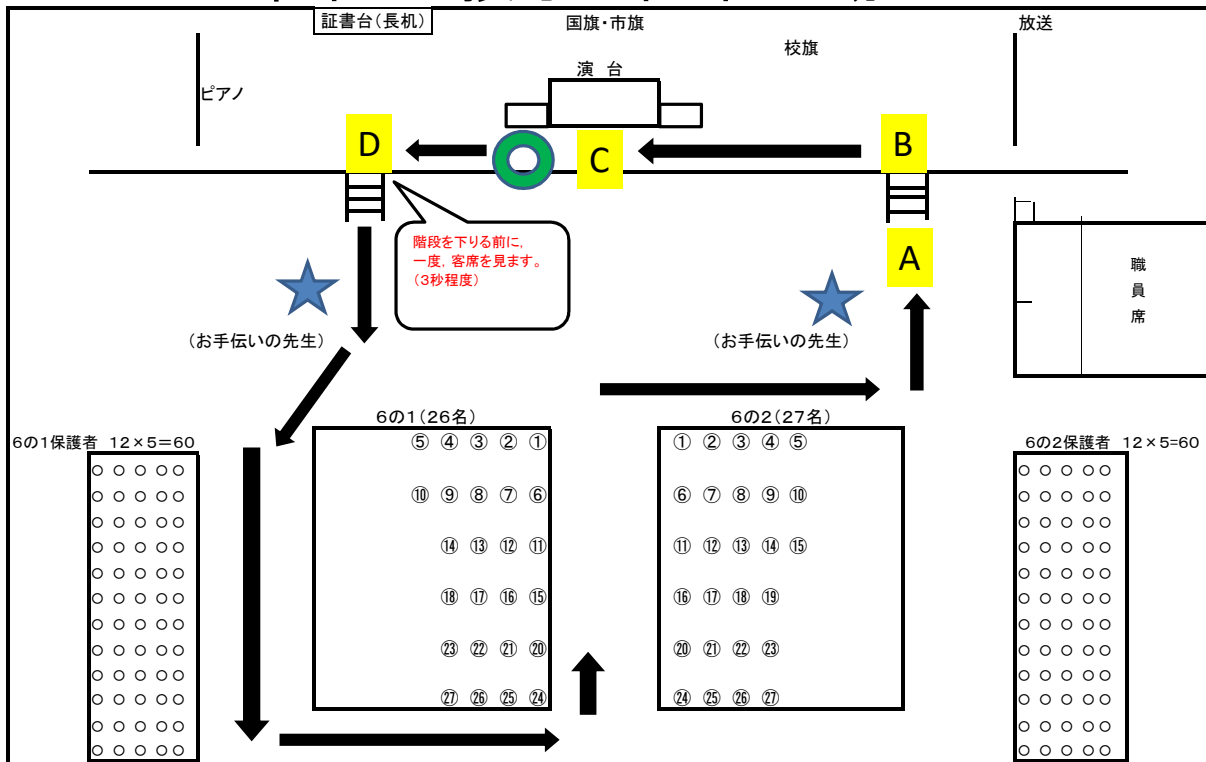 証書台(長机)
国旗・市旗
放送
校旗
演 台
ピアノ
D
C
B
A
階段を下りる前に,
一度, 客席を見ます。
(3秒程度)
職
員
席
(お手伝いの先生)
(お手伝いの先生)
6の1(26名)
6の2(27名)
6の1保護者 12×5=60
6の2保護者 12×5=60
⑤ ④ ③ ② ①
① ② ③ ④ ⑤
⑩ ⑨ ⑧ ⑦ ⑥
⑥ ⑦ ⑧ ⑨ ⑩
⑭ ⑬ ⑫ ⑪
⑪ ⑫ ⑬ ⑭ ⑮
⑱ ⑰ ⑯ ⑮
⑯ ⑰ ⑱ ⑲
㉓ ㉒ ㉑ ⑳
⑳ ㉑ ㉒ ㉓
㉗ ㉖ ㉕ ㉔
㉔ ㉕ ㉖ ㉗